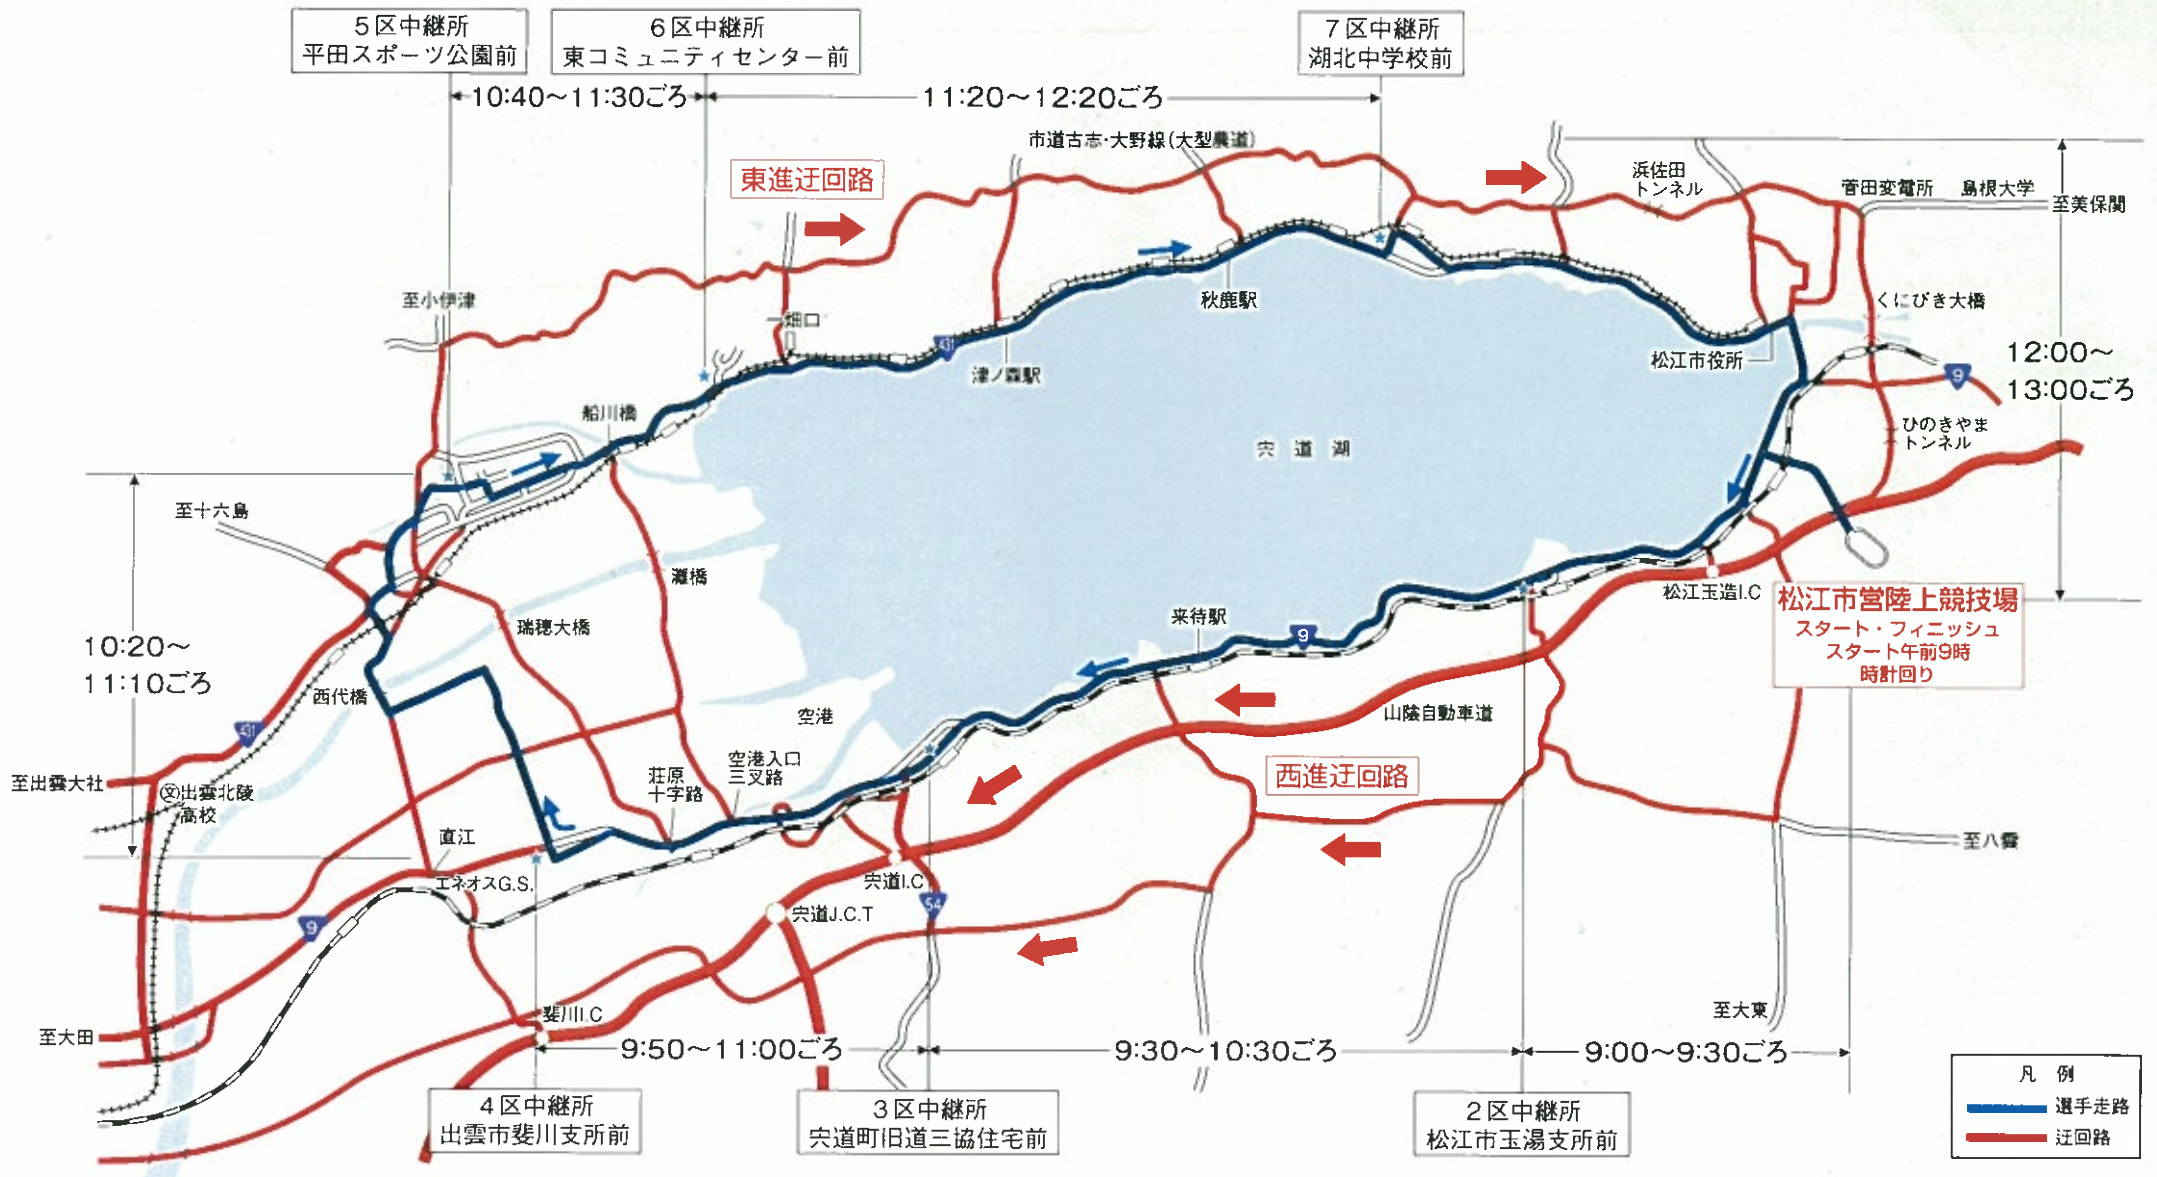 5区中継所
平田スポーツ公園前
6区中継所
東コミュニティセンター前
7区中継所
湖北中学校前
10:40〜11:30ごろ
11:20〜12:20ごろ
市道古志・大野線(大型農道)
東進迂回路
浜佐田
トンネル
菅田変電所
島根大学
至美保関
至小伊津
一畑口
秋鹿駅
くにびき大橋
431
津ノ森駅
松江市役所
12:00〜
13:00ごろ
9
船川橋
ひのきやま
トンネル
宍道湖
至十六島
灘橋
松江玉造I.C
松江市営陸上競技場
スタート・フィニッシュ
スタート午前9時
時計回り
来待駅
瑞穂大橋
9
10:20〜
11:10ごろ
西代橋
空港
山陰自動車道
431
空港入口
三叉路
荘原
十字路
西進迂回路
至出雲大社
文出雲北陵
高校
直江
至八雲
エネオスG.S.
宍道I.C
54
宍道J.C.T
9
斐川I.C
至大東
至大田
9:50〜11:00ごろ
9:30〜10:30ごろ
9:00〜9:30ごろ
4区中継所
出雲市斐川支所前
3区中継所
宍道町旧道三協住宅前
2区中継所
松江市玉湯支所前
凡例
選手走路
迂回路